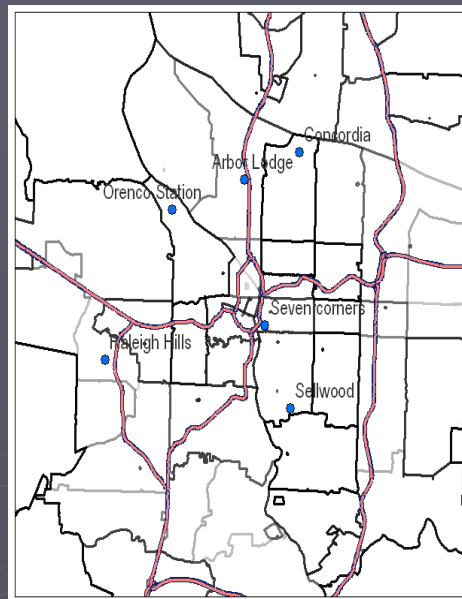 Concordia
Arbor Lodge
Orenco Station
Seven corners
Raleigh Hills
Sellwood